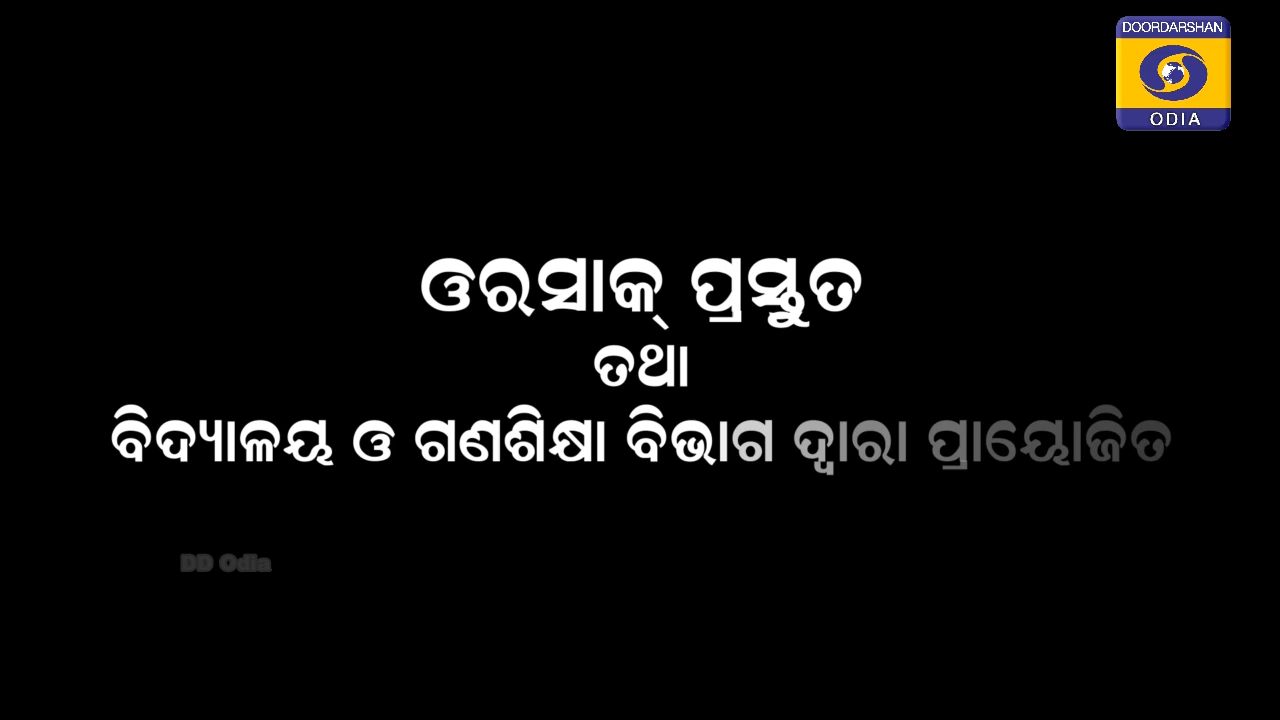 DOORDARSHAN
ODIA
ଓରସାକ୍ ପ୍ରସ୍ତୁତ
ତଥା
ବିଦ୍ୟାଳୟ ଓ ଗଣଶିକ୍ଷା ବିଭାଗ ଦ୍ୱାରା ପ୍ରାୟୋଜିତ
DD Odia